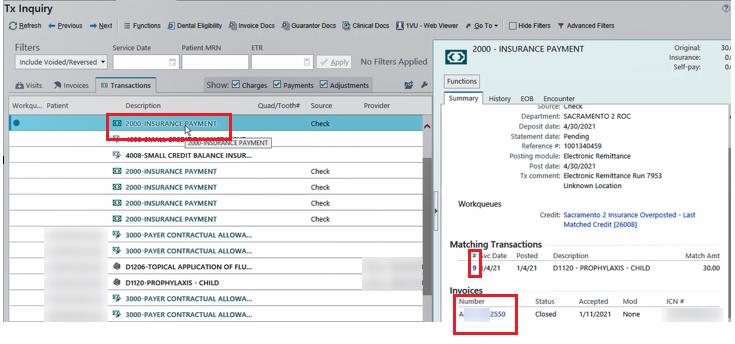 Tx Inquiry
Refresh Previous Next Functions Dental Eligibility Invoice Docs Guarantor Docs Clinical Docs 1VU - Web Viewer Go To Hide Filters Advanced Filters
Filters Service Date Patient MRN ETR
Include Voided/Reversed Apply No Filters Applied
Visits Invoices Transactions Show: Charges Payments Adjustments
Workqu... Patient Description Quad/Tooth# Source Provider
2000-INSURANCE PAYMENT Check
2000-INSURANCE PAYMENT
4008-SMALL CREDIT BALANCE INSUR...
2000-INSURANCE PAYMENT Check
2000-INSURANCE PAYMENT Check
2000-INSURANCE PAYMENT Check
2000-INSURANCE PAYMENT Check
3000-PAYER CONTRACTUAL ALLOWA...
3000-PAYER CONTRACTUAL ALLOWA...
D1206-TOPICAL APPLICATION OF FLU...
D1120-PROPHYLAXIS - CHILD
3000-PAYER CONTRACTUAL ALLOWA...
3000-PAYER CONTRACTUAL ALLOWA...
2000 - INSURANCE PAYMENT
Original: 30.0
Insurance: 0.0
Self-pay: 0.0
Functions
Summary History EOB Encounter
Source: Check
Department: SACRAMENTO 2 ROC
Deposit date: 4/30/2021
Statement date: Pending
Reference #: 1001340459
Posting module: Electronic Remittance
Post date: 4/30/2021
Tx comment: Electronic Remittance Run 7953
Unknown Location
Workqueues
Credit: Sacramento 2 Insurance Overposted - Last
Matched Credit [26008]
Matching Transactions
# Svc Date Posted Description Match Amt
9 1/4/21 1/4/21 D1120 - PROPHYLAXIS - CHILD 30.00
Invoices
Number Status Accepted Mod ICN #
A 2550 Closed 1/11/2021 None